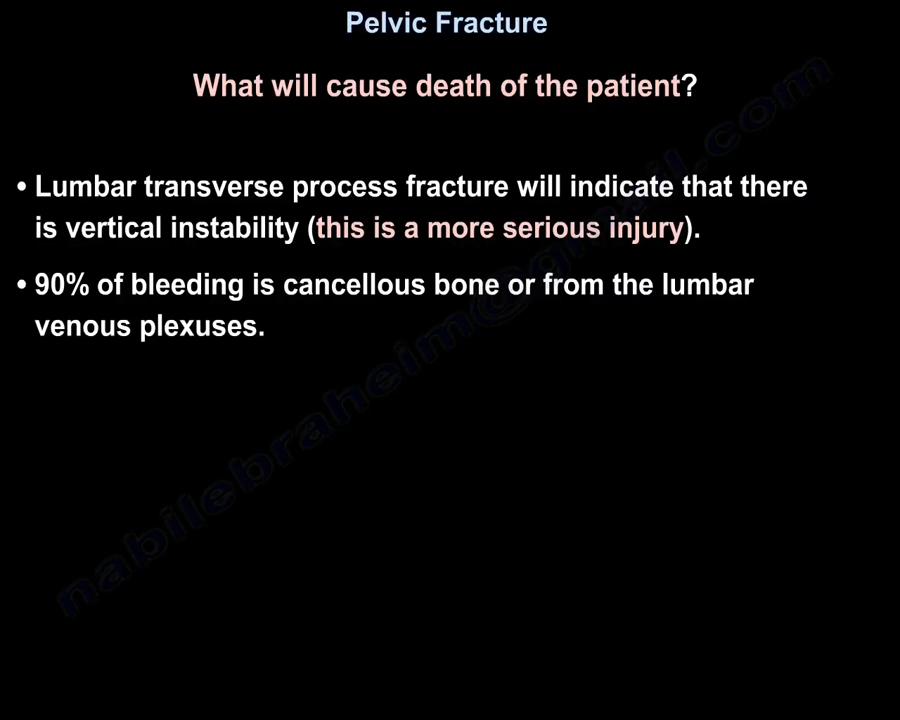 Pelvic Fracture
What will cause death of the patient?
• Lumbar transverse process fracture will indicate that there
is vertical instability (this is a more serious injury).
• 90% of bleeding is cancellous bone or from the lumbar
venous plexuses.
nabilebraheim@gmail.com